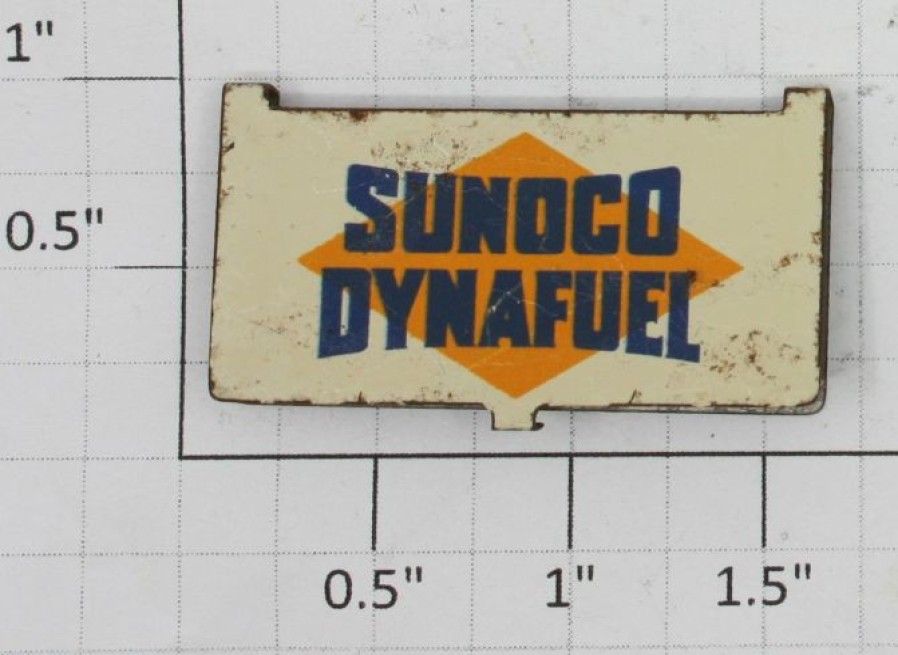 1"
SUNOCO
0.5"
DYNAFUEL
0.5" 1" 1.5"